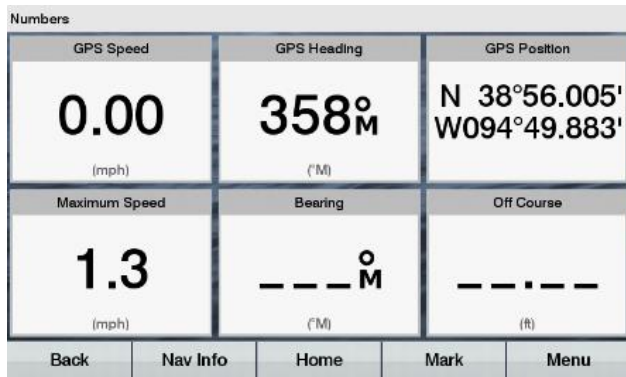 Numbers
GPS Speed
0.00
(mph)
GPS Heading
358°M
(°M)
GPS Position
N 38°56.005'
W094°49.883'
Maximum Speed
1.3
(mph)
Bearing
___°M
(°M)
Off Course
__.__
(ft)
Back Nav Info Home Mark Menu